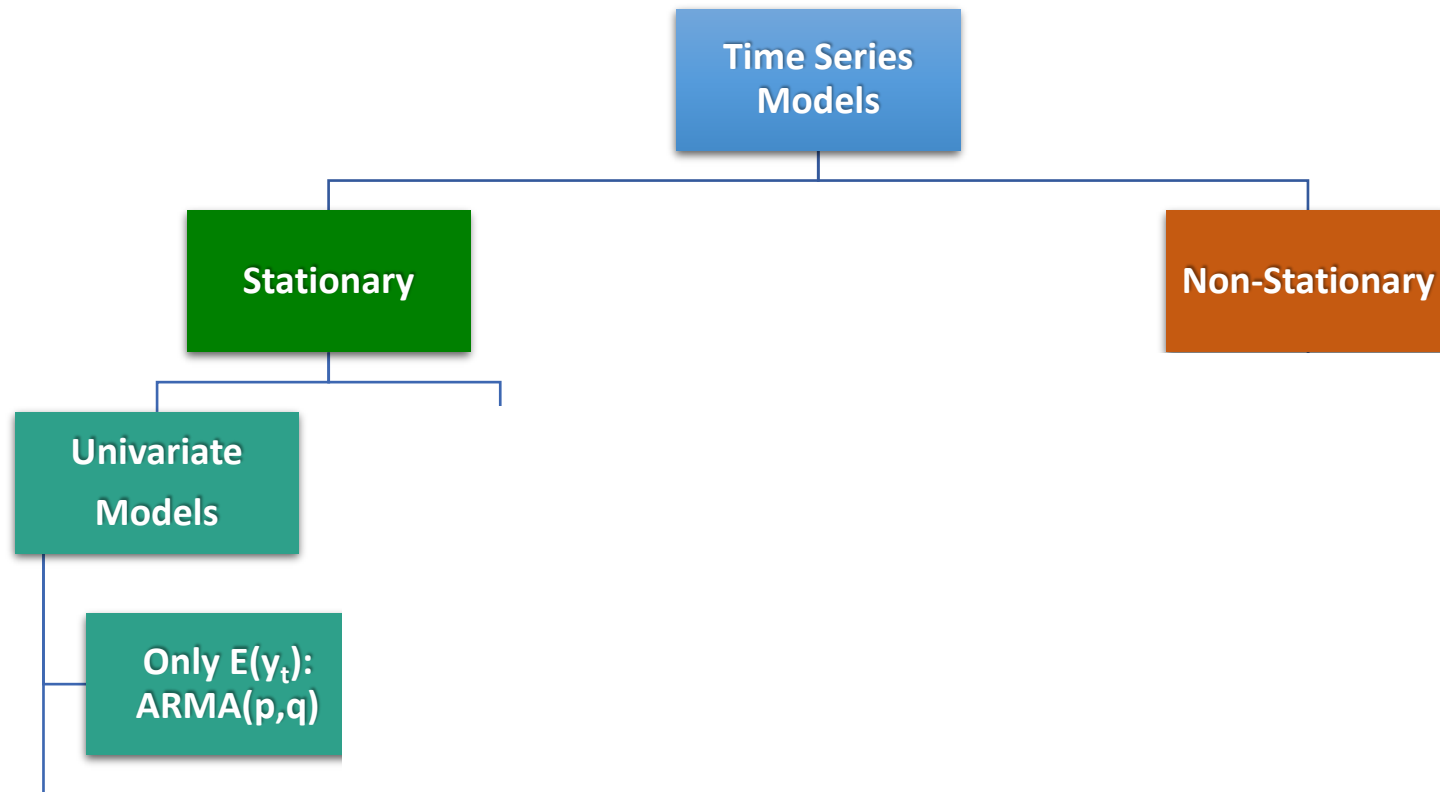 Time Series
Models
Stationary
Non-Stationary
Univariate
Models
Only E(yₜ):
ARMA(p,q)